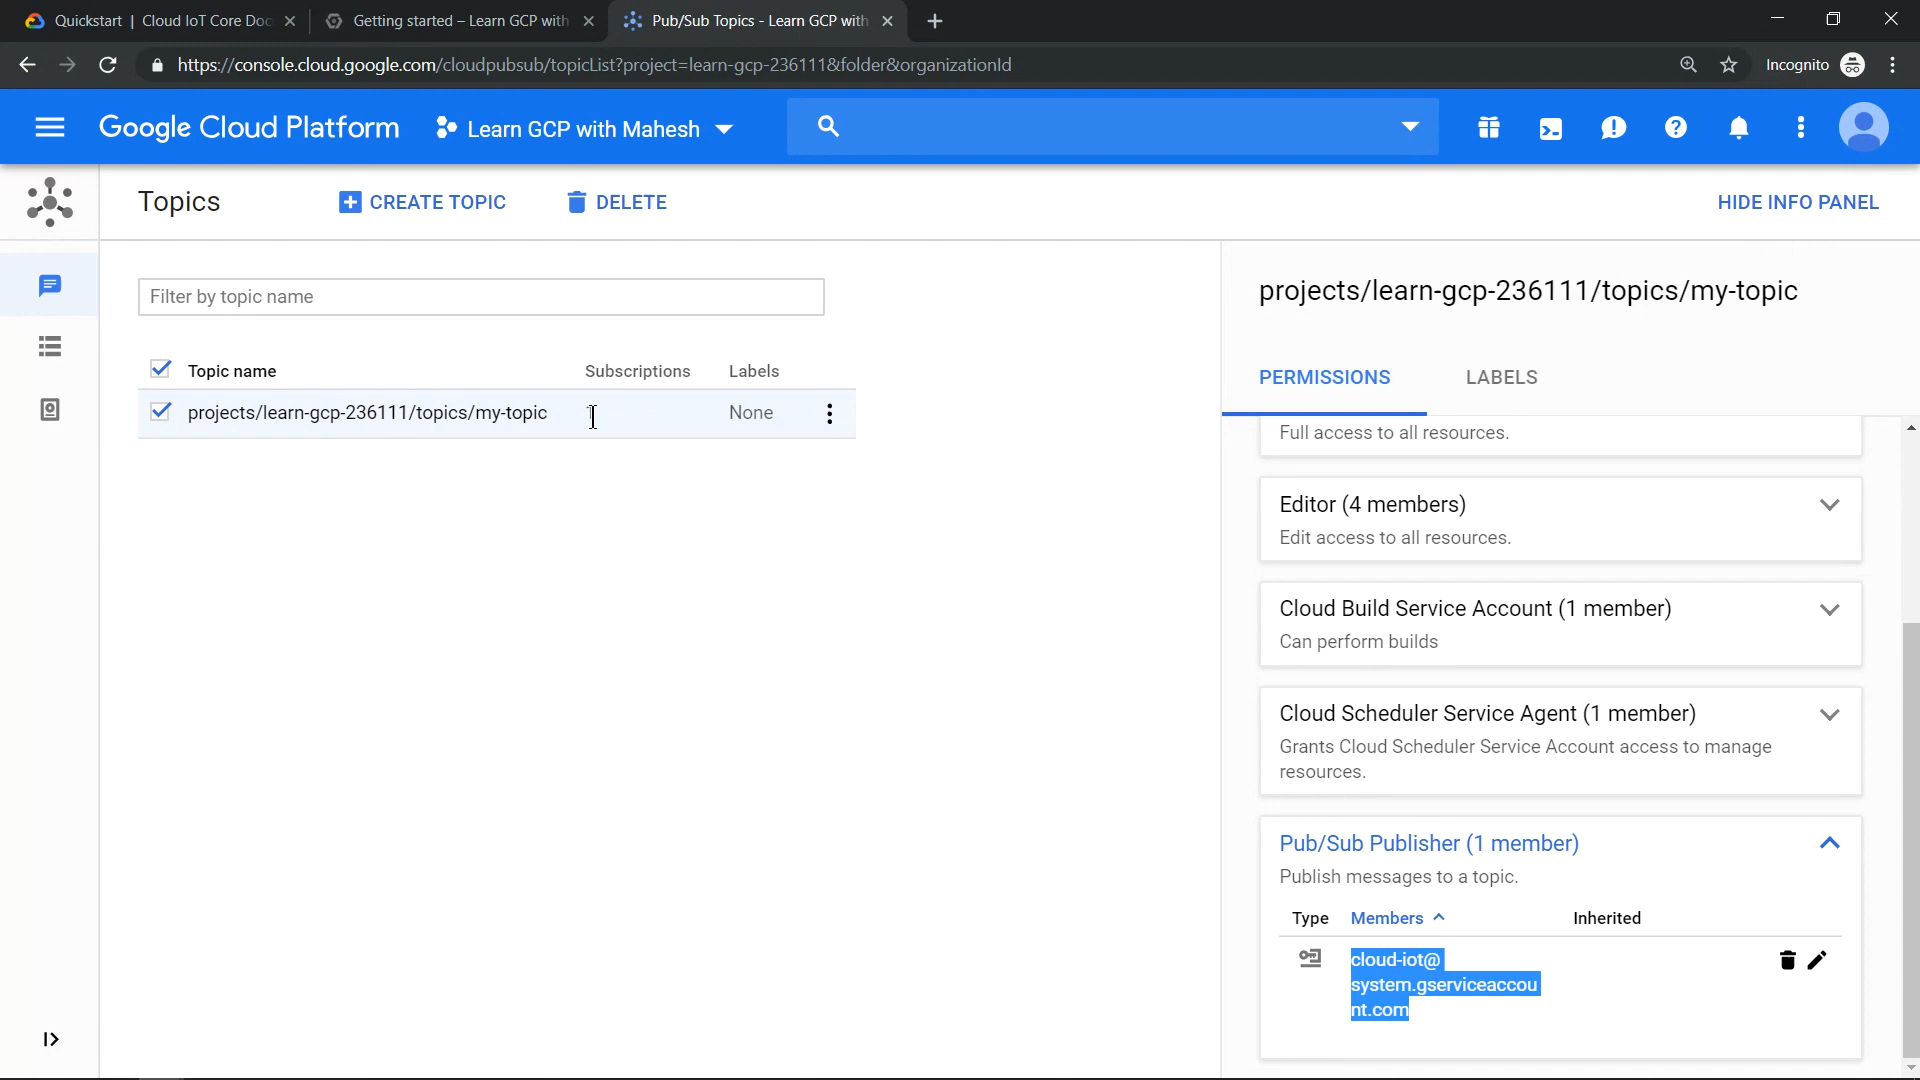 Quickstart | Cloud IoT Core Doc
Getting started – Learn GCP with
Pub/Sub Topics - Learn GCP with
https://console.cloud.google.com/cloudpubsub/topicList?project=learn-gcp-236111&folder&organizationId
Incognito
Google Cloud Platform
Learn GCP with Mahesh
Topics
CREATE TOPIC
DELETE
HIDE INFO PANEL
Filter by topic name
Topic name
Subscriptions
Labels
projects/learn-gcp-236111/topics/my-topic
None
projects/learn-gcp-236111/topics/my-topic
PERMISSIONS
LABELS
Full access to all resources.
Editor (4 members)
Edit access to all resources.
Cloud Build Service Account (1 member)
Can perform builds
Cloud Scheduler Service Agent (1 member)
Grants Cloud Scheduler Service Account access to manage
resources.
Pub/Sub Publisher (1 member)
Publish messages to a topic.
Type
Members
Inherited
cloud-iot@
system.gserviceaccou
nt.com